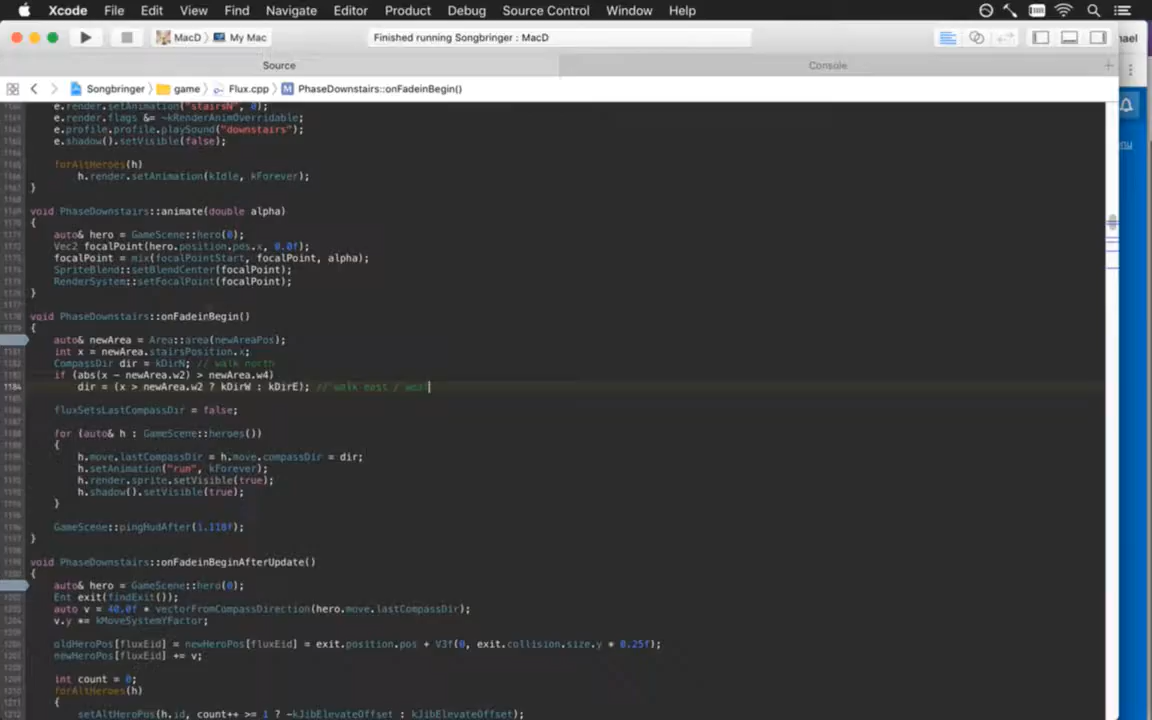 Xcode File Edit View Find Navigate Editor Product Debug Source Control Window Help
MacD My Mac Finished running Songbringer : MacD
Source Console
Songbringer game Flux.cpp PhaseDownstairs::onFadeinBegin()
e.render.setAnimation("stairsN", 0);
e.render.flags &= ~kRenderAnimOverridable;
e.profile.profile.playSound("downstairs");
e.shadow().setVisible(false);
forAltHeroes(h)
h.render.setAnimation(kIdle, kForever);
}
void PhaseDownstairs::animate(double alpha)
{
auto& hero = GameScene::hero(0);
Vec2 focalPoint(hero.position.pos.x, 0.0f);
focalPoint = mix(focalPointStart, focalPoint, alpha);
SpriteBlend::setBlendCenter(focalPoint);
RenderSystem::setFocalPoint(focalPoint);
}
void PhaseDownstairs::onFadeinBegin()
{
auto& newArea = Area::area(newAreaPos);
int x = newArea.stairsPosition.x;
CompassDir dir = kDirN; // walk north
if (abs(x - newArea.w2) > newArea.w4)
1184 dir = (x > newArea.w2 ? kDirW : kDirE); // walk east / west
fluxSetsLastCompassDir = false;
for (auto& h : GameScene::heroes())
{
h.move.lastCompassDir = h.move.compassDir = dir;
h.setAnimation("run", kForever);
h.render.sprite.setVisible(true);
h.shadow().setVisible(true);
}
GameScene::pingHudAfter(1.118f);
}
void PhaseDownstairs::onFadeinBeginAfterUpdate()
{
auto& hero = GameScene::hero(0);
Ent exit(findExit());
auto v = 40.0f * vectorFromCompassDirection(hero.move.lastCompassDir);
v.y *= kMoveSystemYFactor;
oldHeroPos[fluxEid] = newHeroPos[fluxEid] = exit.position.pos + V3f(0, exit.collision.size.y * 0.25f);
newHeroPos[fluxEid] += v;
int count = 0;
forAltHeroes(h)
{
setAltHeroPos(h.id, count++ >= 1 ? -kJibElevateOffset : kJibElevateOffset);